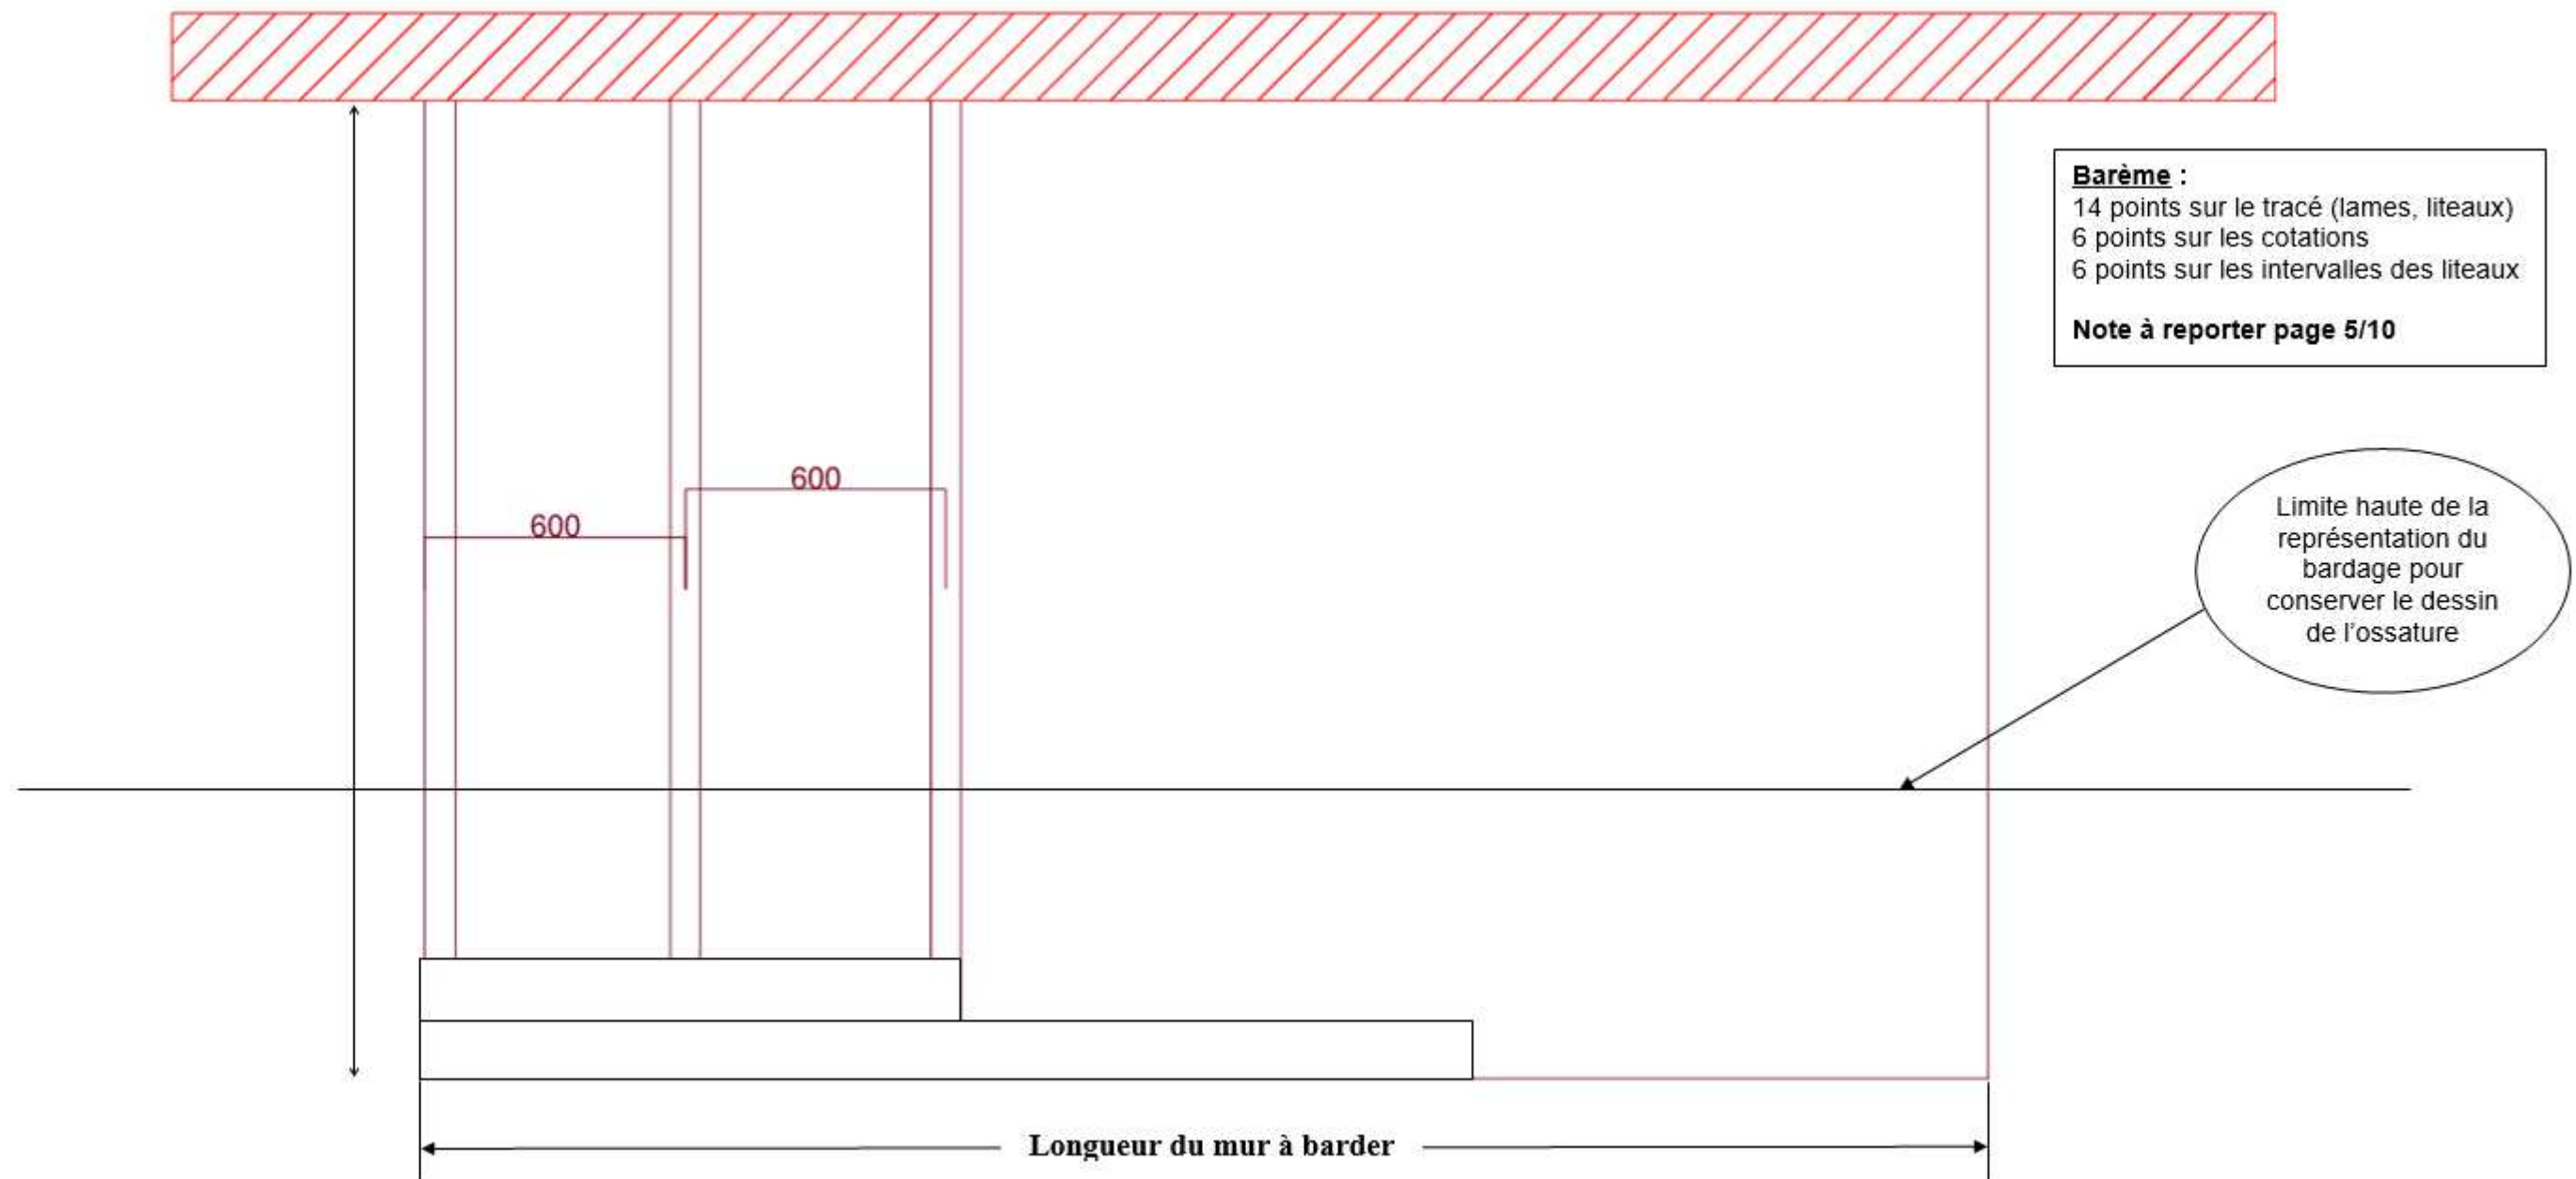 Barème :
14 points sur le tracé (lames, liteaux)
6 points sur les cotations
6 points sur les intervalles des liteaux
Note à reporter page 5/10
600
600
Limite haute de la
représentation du
bardage pour
conserver le dessin
de l'ossature
Longueur du mur à barder